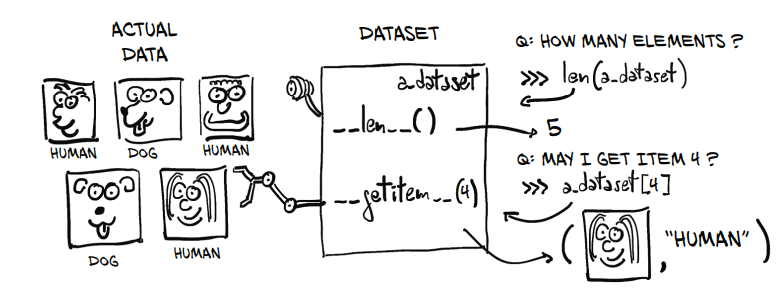 ACTUAL
DATA
HUMAN
DOG
HUMAN
DOG
HUMAN
DATASET
a_dataset
__len__()
__getitem__(4)
Q: HOW MANY ELEMENTS ?
>>> len(a_dataset)
5
Q: MAY I GET ITEM 4 ?
>>> a_dataset[4]
( , "HUMAN" )